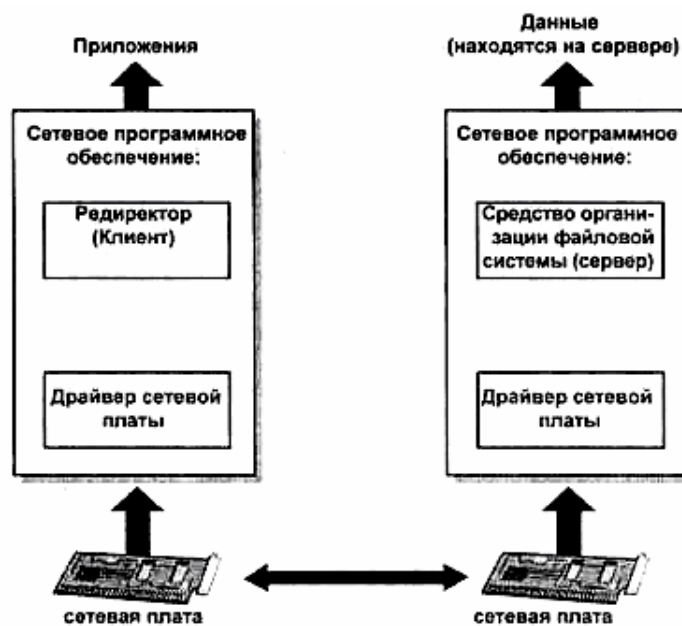 Приложения
Сетевое программное
обеспечение:
Редиректор
(Клиент)
Драйвер сетевой
платы
сетевая плата
Данные
(находятся на сервере)
Сетевое программное
обеспечение:
Средство органи-
зации файловой
системы (сервер)
Драйвер сетевой
платы
сетевая плата